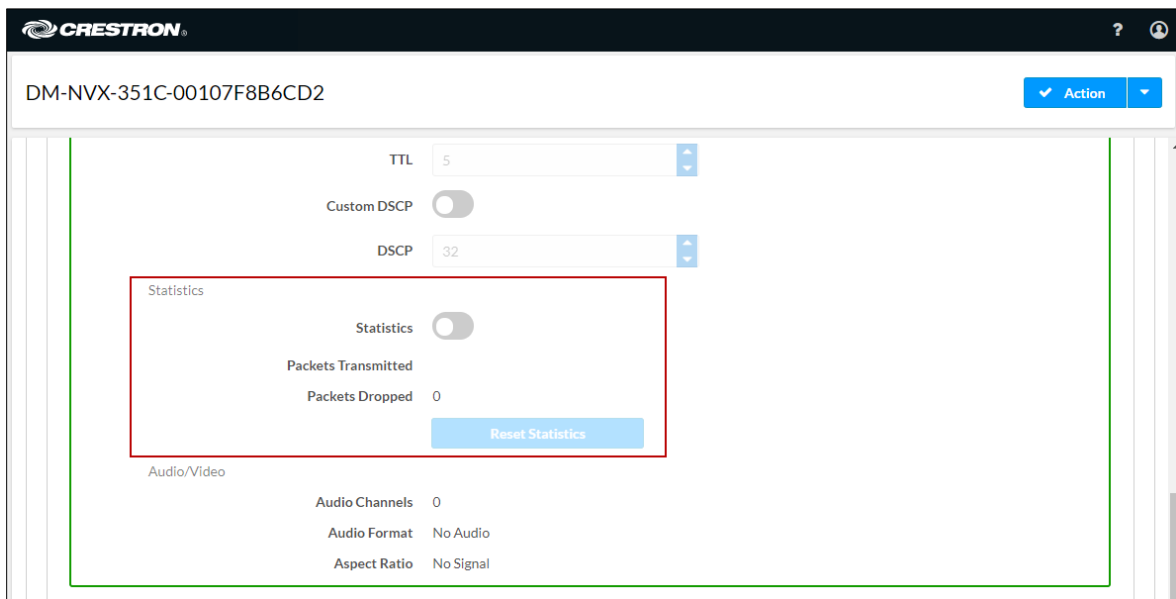 CRESTRON® ?
DM-NVX-351C-00107F8B6CD2 Action
TTL 5
Custom DSCP
DSCP 32
Statistics
Statistics
Packets Transmitted
Packets Dropped 0
Reset Statistics
Audio/Video
Audio Channels 0
Audio Format No Audio
Aspect Ratio No Signal